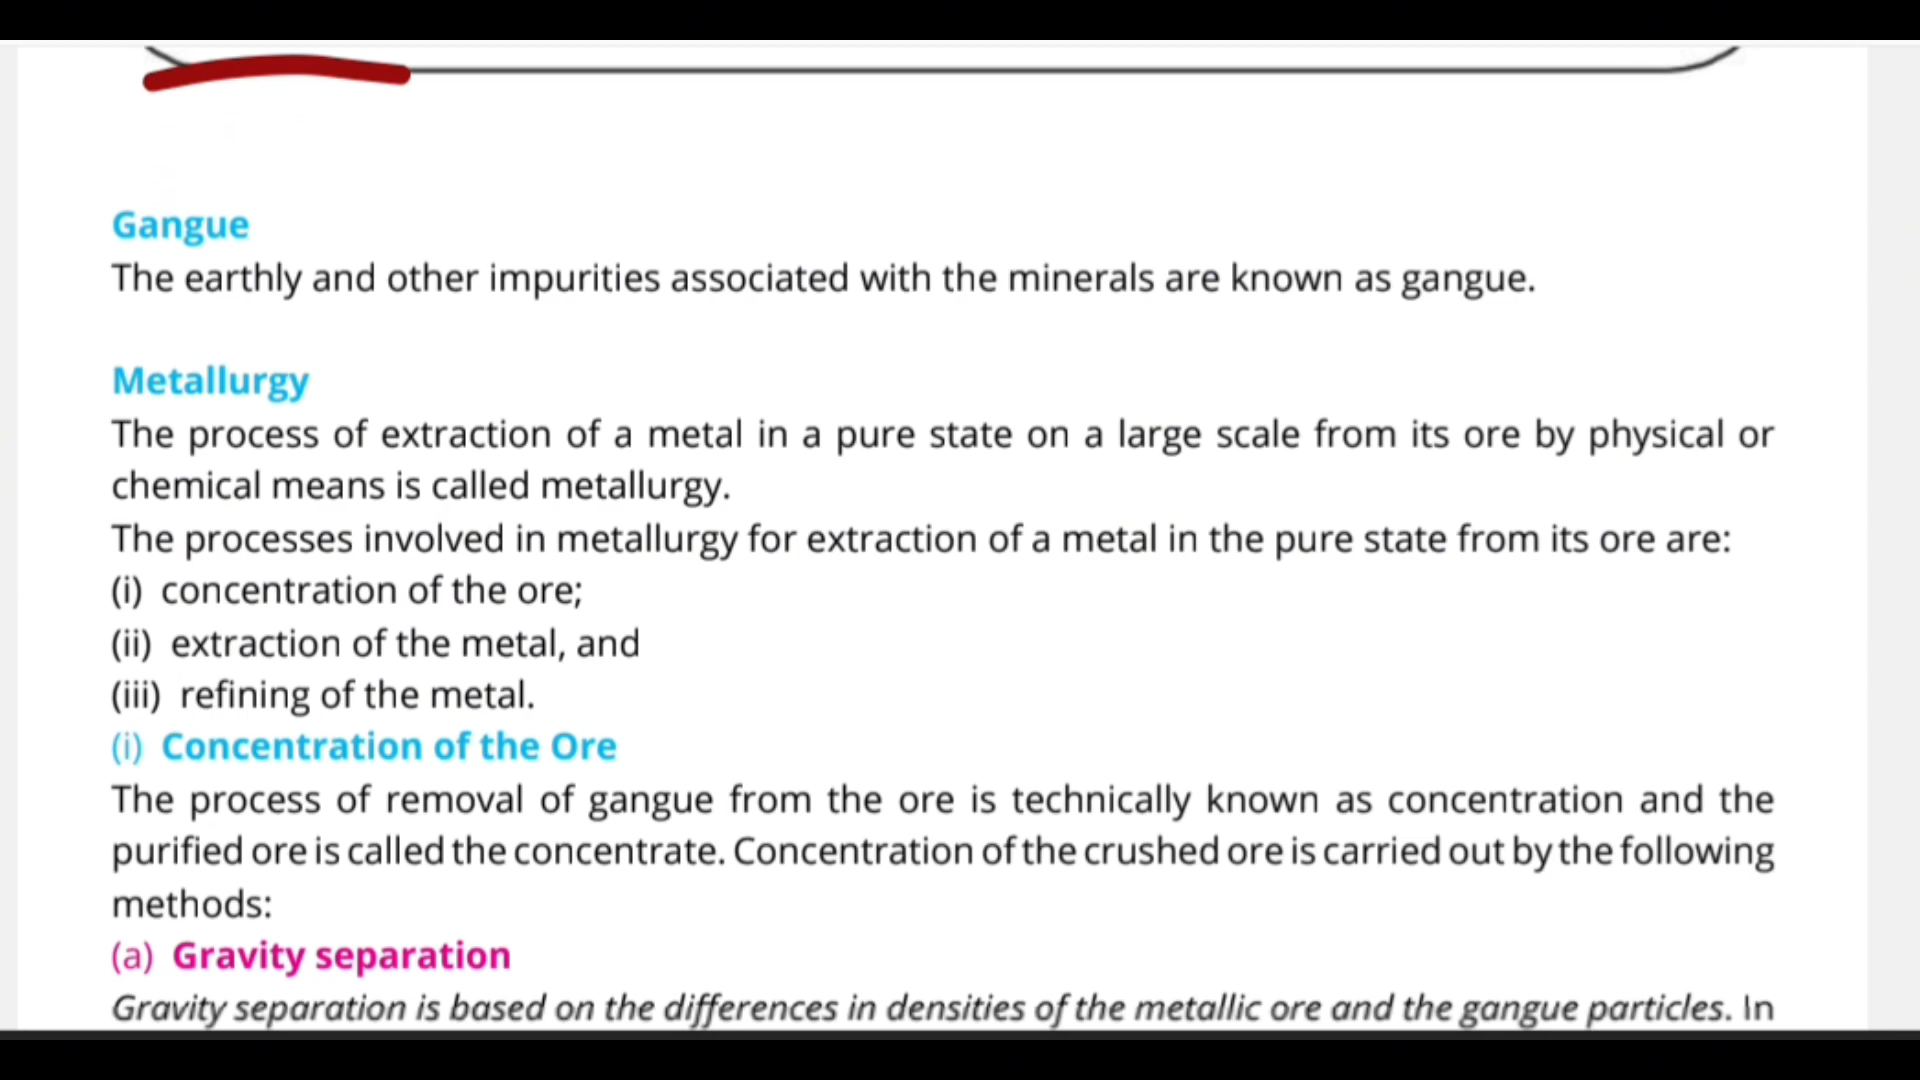 Gangue
The earthly and other impurities associated with the minerals are known as gangue.
Metallurgy
The process of extraction of a metal in a pure state on a large scale from its ore by physical or
chemical means is called metallurgy.
The processes involved in metallurgy for extraction of a metal in the pure state from its ore are:
(i) concentration of the ore;
(ii) extraction of the metal, and
(iii) refining of the metal.
(i) Concentration of the Ore
The process of removal of gangue from the ore is technically known as concentration and the
purified ore is called the concentrate. Concentration of the crushed ore is carried out by the following
methods:
(a) Gravity separation
Gravity separation is based on the differences in densities of the metallic ore and the gangue particles. In